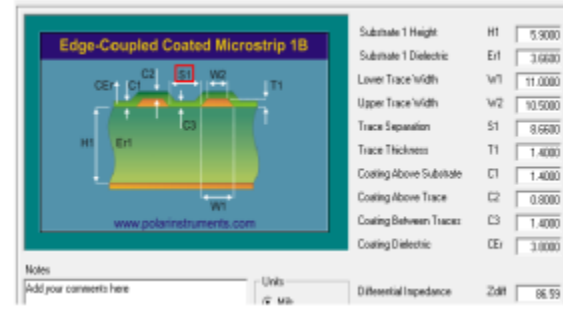 Edge-Coupled Coated Microstrip 1B
C2 S1 W2
CEr C1 T1
C3
H1 Er1
W1
www.polarinstruments.com
Substrate 1 Height H1 5.9000
Substrate 1 Dielectric Er1 3.6600
Lower Trace Width W1 11.0000
Upper Trace Width W2 10.5000
Trace Separation S1 8.6600
Trace Thickness T1 1.4000
Coating Above Substrate C1 1.4000
Coating Above Trace C2 0.8000
Coating Between Traces C3 1.4000
Coating Dielectric CEr 3.0000
Notes
Add your comments here
Units
Mils
Differential Impedance Zdiff 86.59